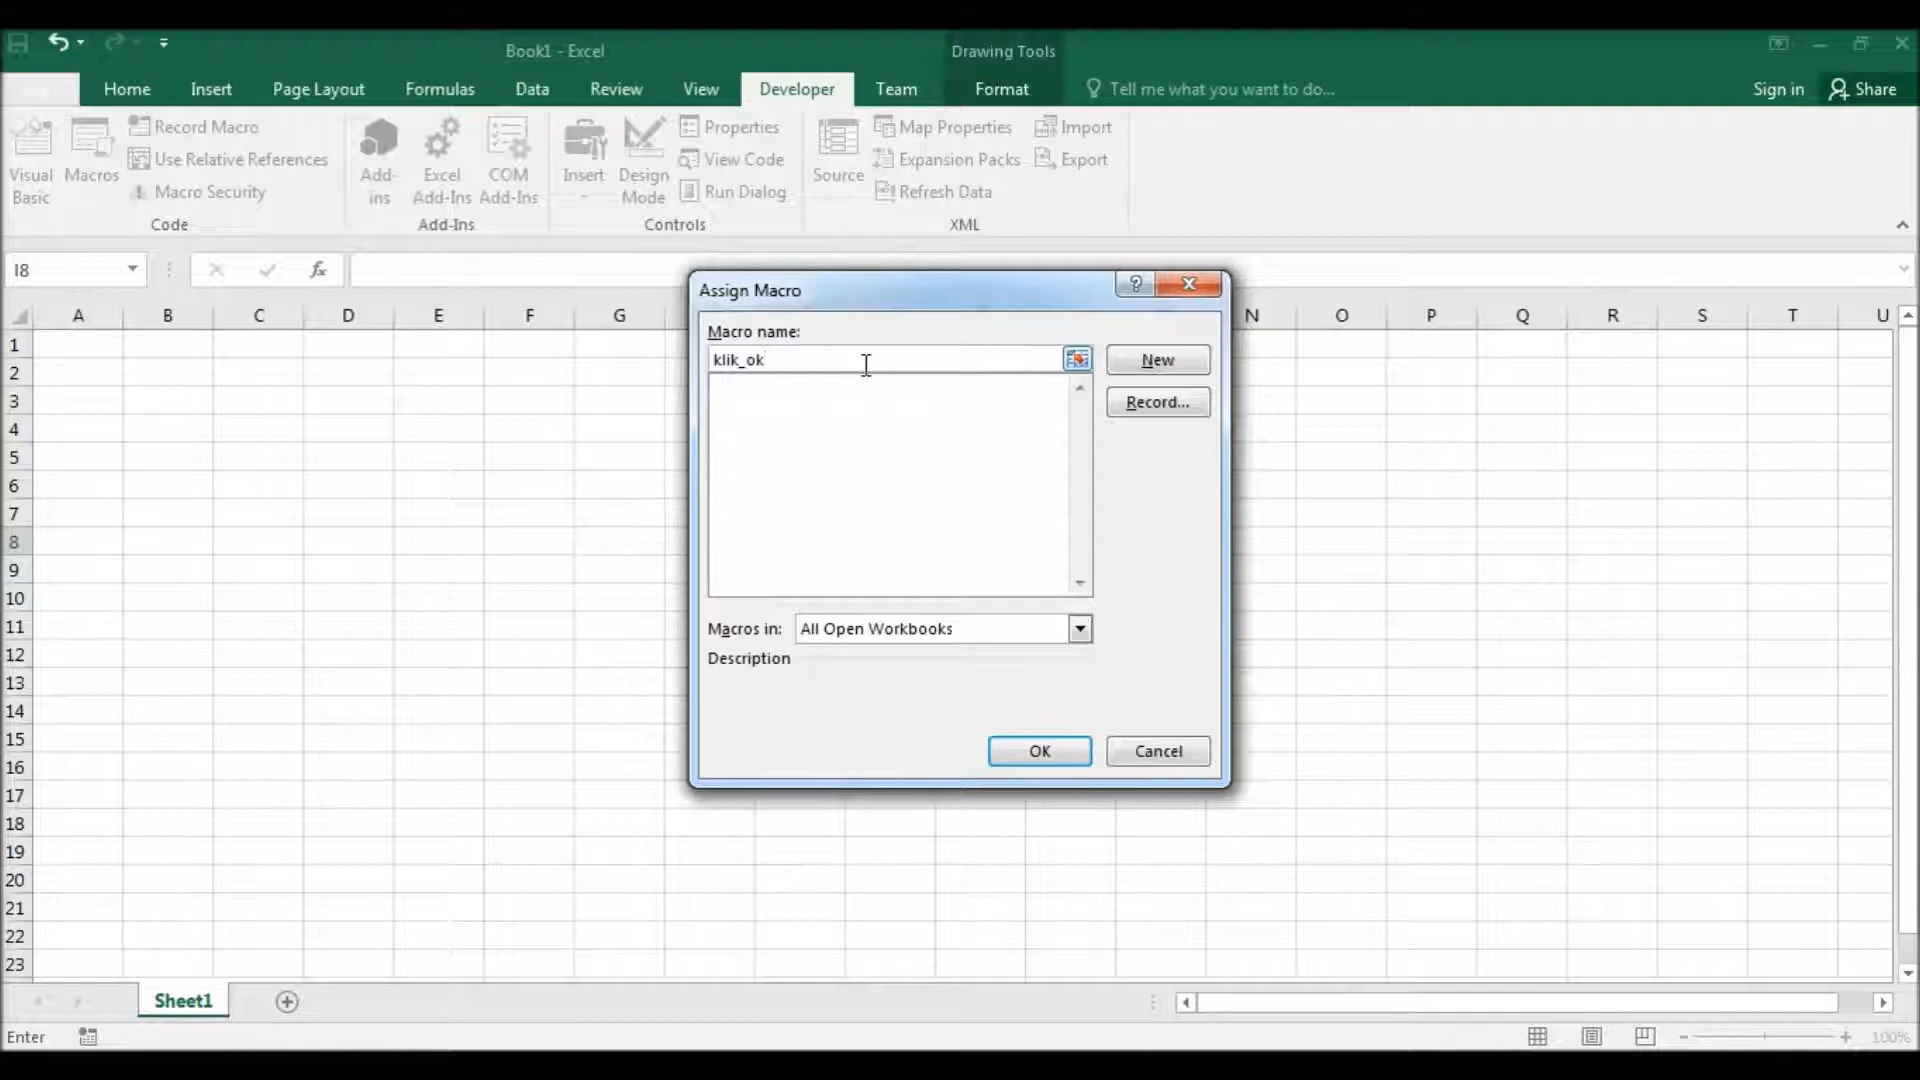 Book1 - Excel
Drawing Tools
Home Insert Page Layout Formulas Data Review View Developer Team Format Tell me what you want to do... Sign in Share
Visual Basic
Macros
Record Macro
Use Relative References
Macro Security
Code
Add-ins
Excel Add-Ins
COM Add-Ins
Add-Ins
Insert
Design Mode
Properties
View Code
Run Dialog
Controls
Source
Map Properties
Expansion Packs
Refresh Data
Import
Export
XML
I8
fx
A B C D E F G N O P Q R S T U
1
2
3
4
5
6
7
8
9
10
11
12
13
14
15
16
17
18
19
20
21
22
23
Assign Macro
?
Macro name:
klik_ok
New
Record...
Macros in: All Open Workbooks
Description
OK Cancel
Sheet1
Enter
100%